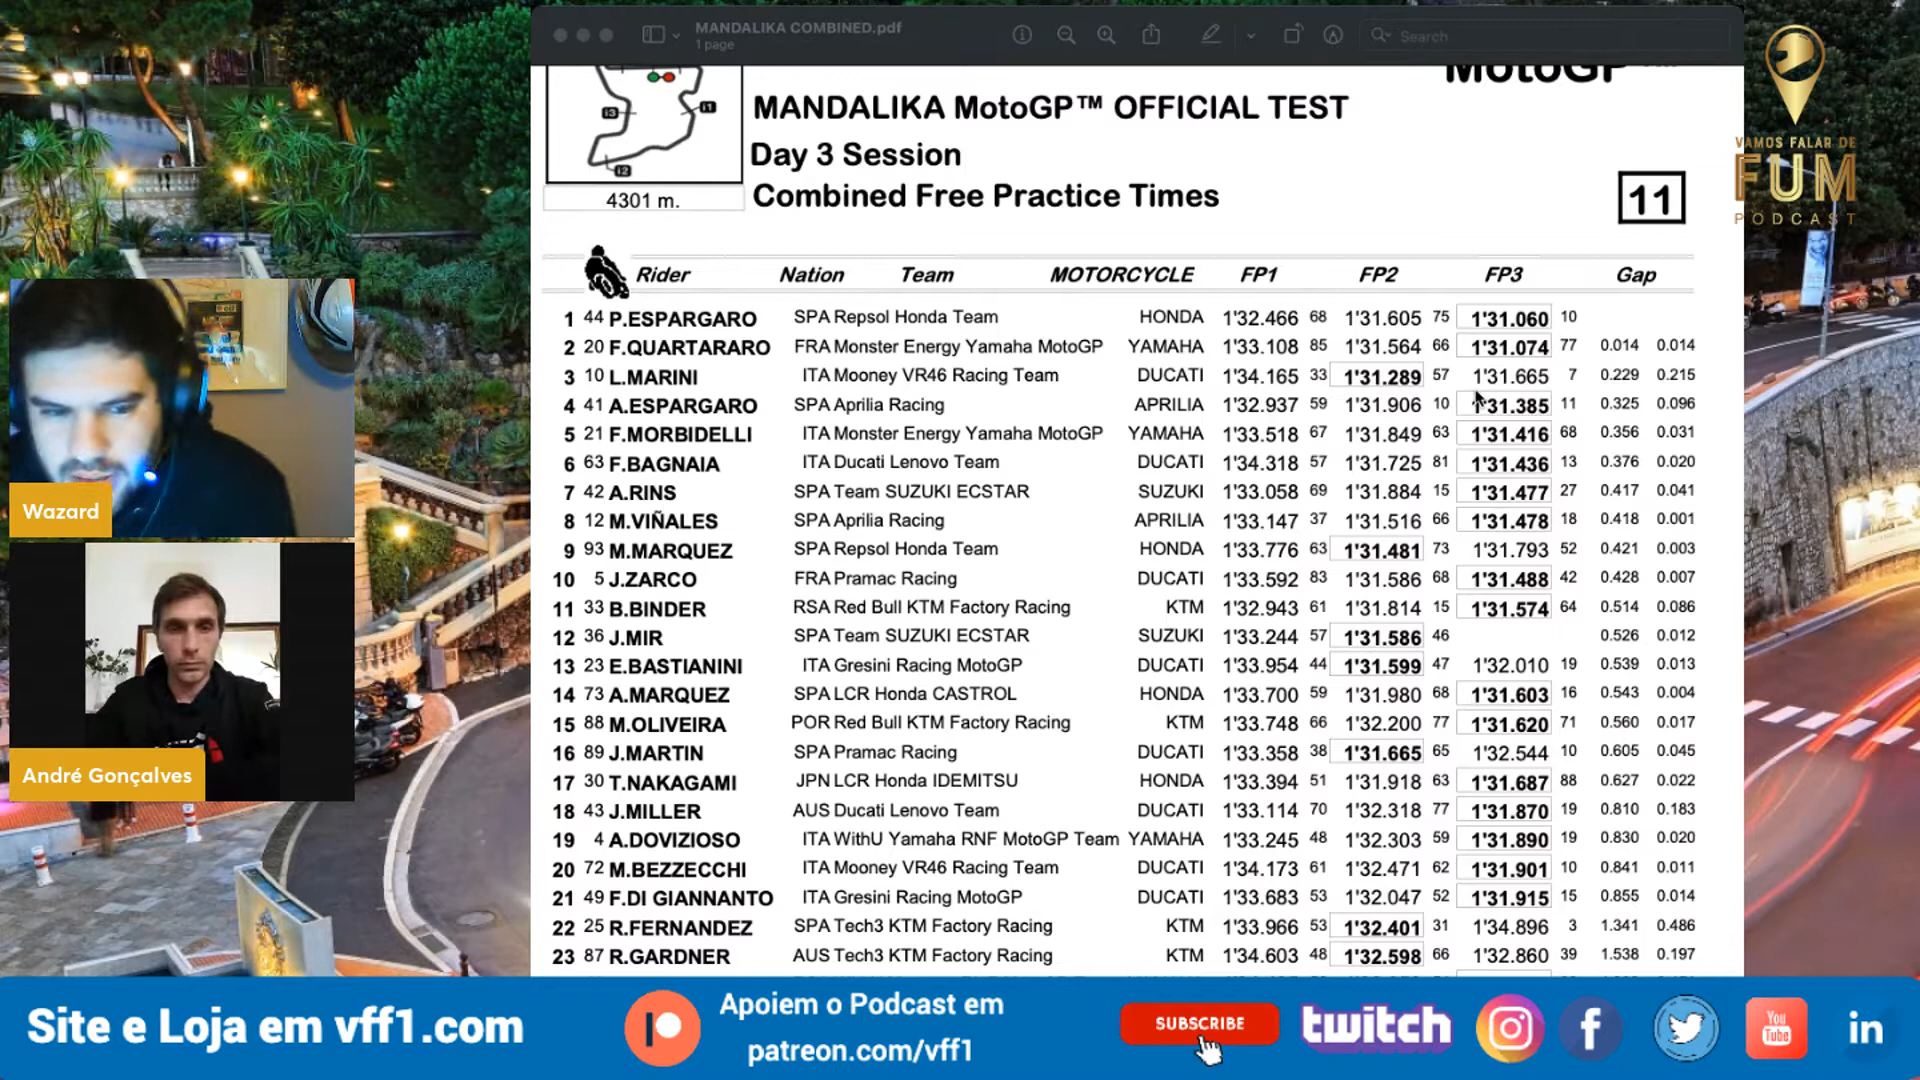 MANDALIKA COMBINED.pdf
1 page
Search
MotoGP™
MANDALIKA MotoGP™ OFFICIAL TEST
Day 3 Session
4301 m.
Combined Free Practice Times
11
VAMOS FALAR DE
FUM
PODCAST
Rider Nation Team MOTORCYCLE FP1 FP2 FP3 Gap
1 44 P.ESPARGARO SPA Repsol Honda Team HONDA 1'32.466 68 1'31.605 75 1'31.060 10
2 20 F.QUARTARARO FRA Monster Energy Yamaha MotoGP YAMAHA 1'33.108 85 1'31.564 66 1'31.074 77 0.014 0.014
3 10 L.MARINI ITA Mooney VR46 Racing Team DUCATI 1'34.165 33 1'31.289 57 1'31.665 7 0.229 0.215
4 41 A.ESPARGARO SPA Aprilia Racing APRILIA 1'32.937 59 1'31.906 10 1'31.385 11 0.325 0.096
5 21 F.MORBIDELLI ITA Monster Energy Yamaha MotoGP YAMAHA 1'33.518 67 1'31.849 63 1'31.416 68 0.356 0.031
6 63 F.BAGNAIA ITA Ducati Lenovo Team DUCATI 1'34.318 57 1'31.725 81 1'31.436 13 0.376 0.020
7 42 A.RINS SPA Team SUZUKI ECSTAR SUZUKI 1'33.058 69 1'31.884 15 1'31.477 27 0.417 0.041
8 12 M.VIÑALES SPA Aprilia Racing APRILIA 1'33.147 37 1'31.516 66 1'31.478 18 0.418 0.001
9 93 M.MARQUEZ SPA Repsol Honda Team HONDA 1'33.776 63 1'31.481 73 1'31.793 52 0.421 0.003
10 5 J.ZARCO FRA Pramac Racing DUCATI 1'33.592 83 1'31.586 68 1'31.488 42 0.428 0.007
11 33 B.BINDER RSA Red Bull KTM Factory Racing KTM 1'32.943 61 1'31.814 15 1'31.574 64 0.514 0.086
12 36 J.MIR SPA Team SUZUKI ECSTAR SUZUKI 1'33.244 57 1'31.586 46 0.526 0.012
13 23 E.BASTIANINI ITA Gresini Racing MotoGP DUCATI 1'33.954 44 1'31.599 47 1'32.010 19 0.539 0.013
14 73 A.MARQUEZ SPA LCR Honda CASTROL HONDA 1'33.700 59 1'31.980 68 1'31.603 16 0.543 0.004
15 88 M.OLIVEIRA POR Red Bull KTM Factory Racing KTM 1'33.748 66 1'32.200 77 1'31.620 71 0.560 0.017
16 89 J.MARTIN SPA Pramac Racing DUCATI 1'33.358 38 1'31.665 65 1'32.544 10 0.605 0.045
17 30 T.NAKAGAMI JPN LCR Honda IDEMITSU HONDA 1'33.394 51 1'31.918 63 1'31.687 88 0.627 0.022
18 43 J.MILLER AUS Ducati Lenovo Team DUCATI 1'33.114 70 1'32.318 77 1'31.870 19 0.810 0.183
19 4 A.DOVIZIOSO ITA WithU Yamaha RNF MotoGP Team YAMAHA 1'33.245 48 1'32.303 59 1'31.890 19 0.830 0.020
20 72 M.BEZZECCHI ITA Mooney VR46 Racing Team DUCATI 1'34.173 61 1'32.471 62 1'31.901 10 0.841 0.011
21 49 F.DI GIANNANTO ITA Gresini Racing MotoGP DUCATI 1'33.683 53 1'32.047 52 1'31.915 15 0.855 0.014
22 25 R.FERNANDEZ SPA Tech3 KTM Factory Racing KTM 1'33.966 53 1'32.401 31 1'34.896 3 1.341 0.486
23 87 R.GARDNER AUS Tech3 KTM Factory Racing KTM 1'34.603 48 1'32.598 66 1'32.860 39 1.538 0.197
Wazard
André Gonçalves
Site e Loja em vff1.com
Apoiem o Podcast em
patreon.com/vff1
SUBSCRIBE
twitch
You
Tube
in